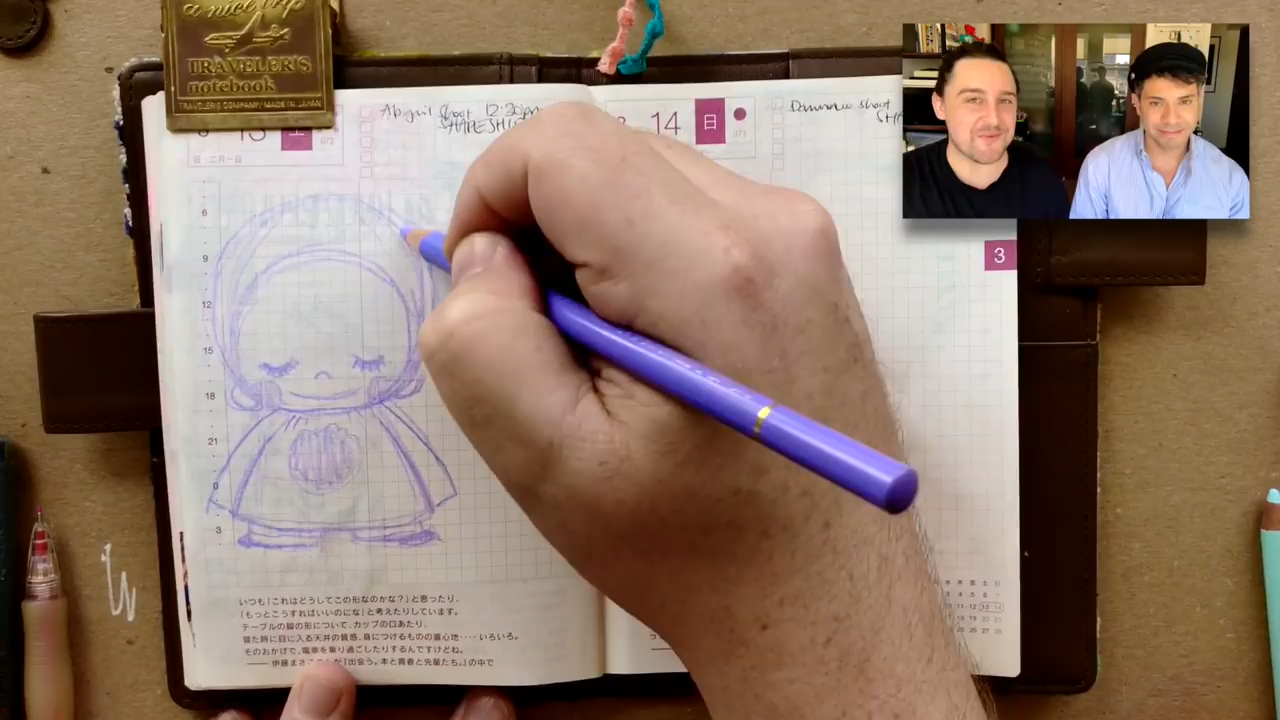 a nice trip
TRAVELER'S
notebook
TRAVELER'S COMPANY MADE IN JAPAN
13 土
072
Abigail shoot 12:30pm
14 日
073
shoot
3
6
9
12
15
18
21
0
3
いつも「これはどうしてこの形なのかな?」と思ったり、
「もっとこうすればいいのにな」と考えたりしています。
テーブルの脚の形について、カップの口あたり、
寝た時に目に入る天井の質感、身につけるものの着心地‥‥いろいろ。
そのおかげで、電車を乗り過ごしたりするんですけどね。
が『出会う。本と青春と先輩たち。』の中で